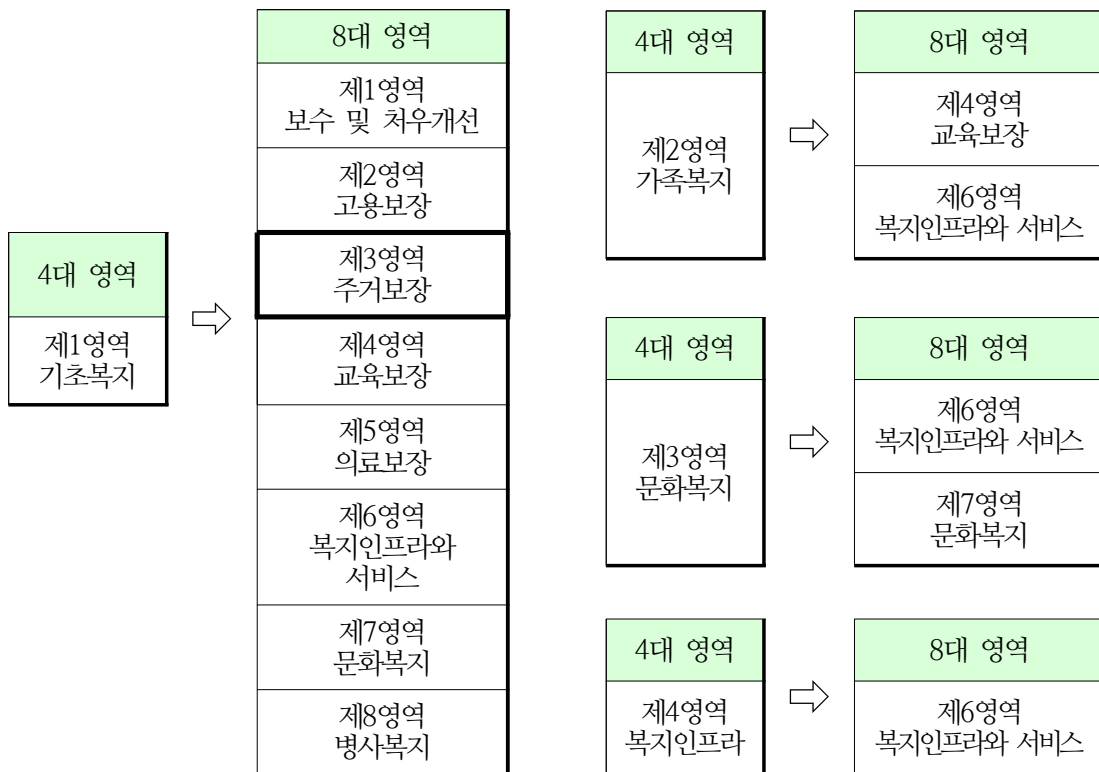 4대 영역
제1영역
기초복지
8대 영역
제1영역
보수 및 처우개선
제2영역
고용보장
제3영역
주거보장
제4영역
교육보장
제5영역
의료보장
제6영역
복지인프라와
서비스
제7영역
문화복지
제8영역
병사복지
4대 영역
제2영역
가족복지
8대 영역
제4영역
교육보장
제6영역
복지인프라와 서비스
4대 영역
제3영역
문화복지
8대 영역
제6영역
복지인프라와 서비스
제7영역
문화복지
4대 영역
제4영역
복지인프라
8대 영역
제6영역
복지인프라와 서비스